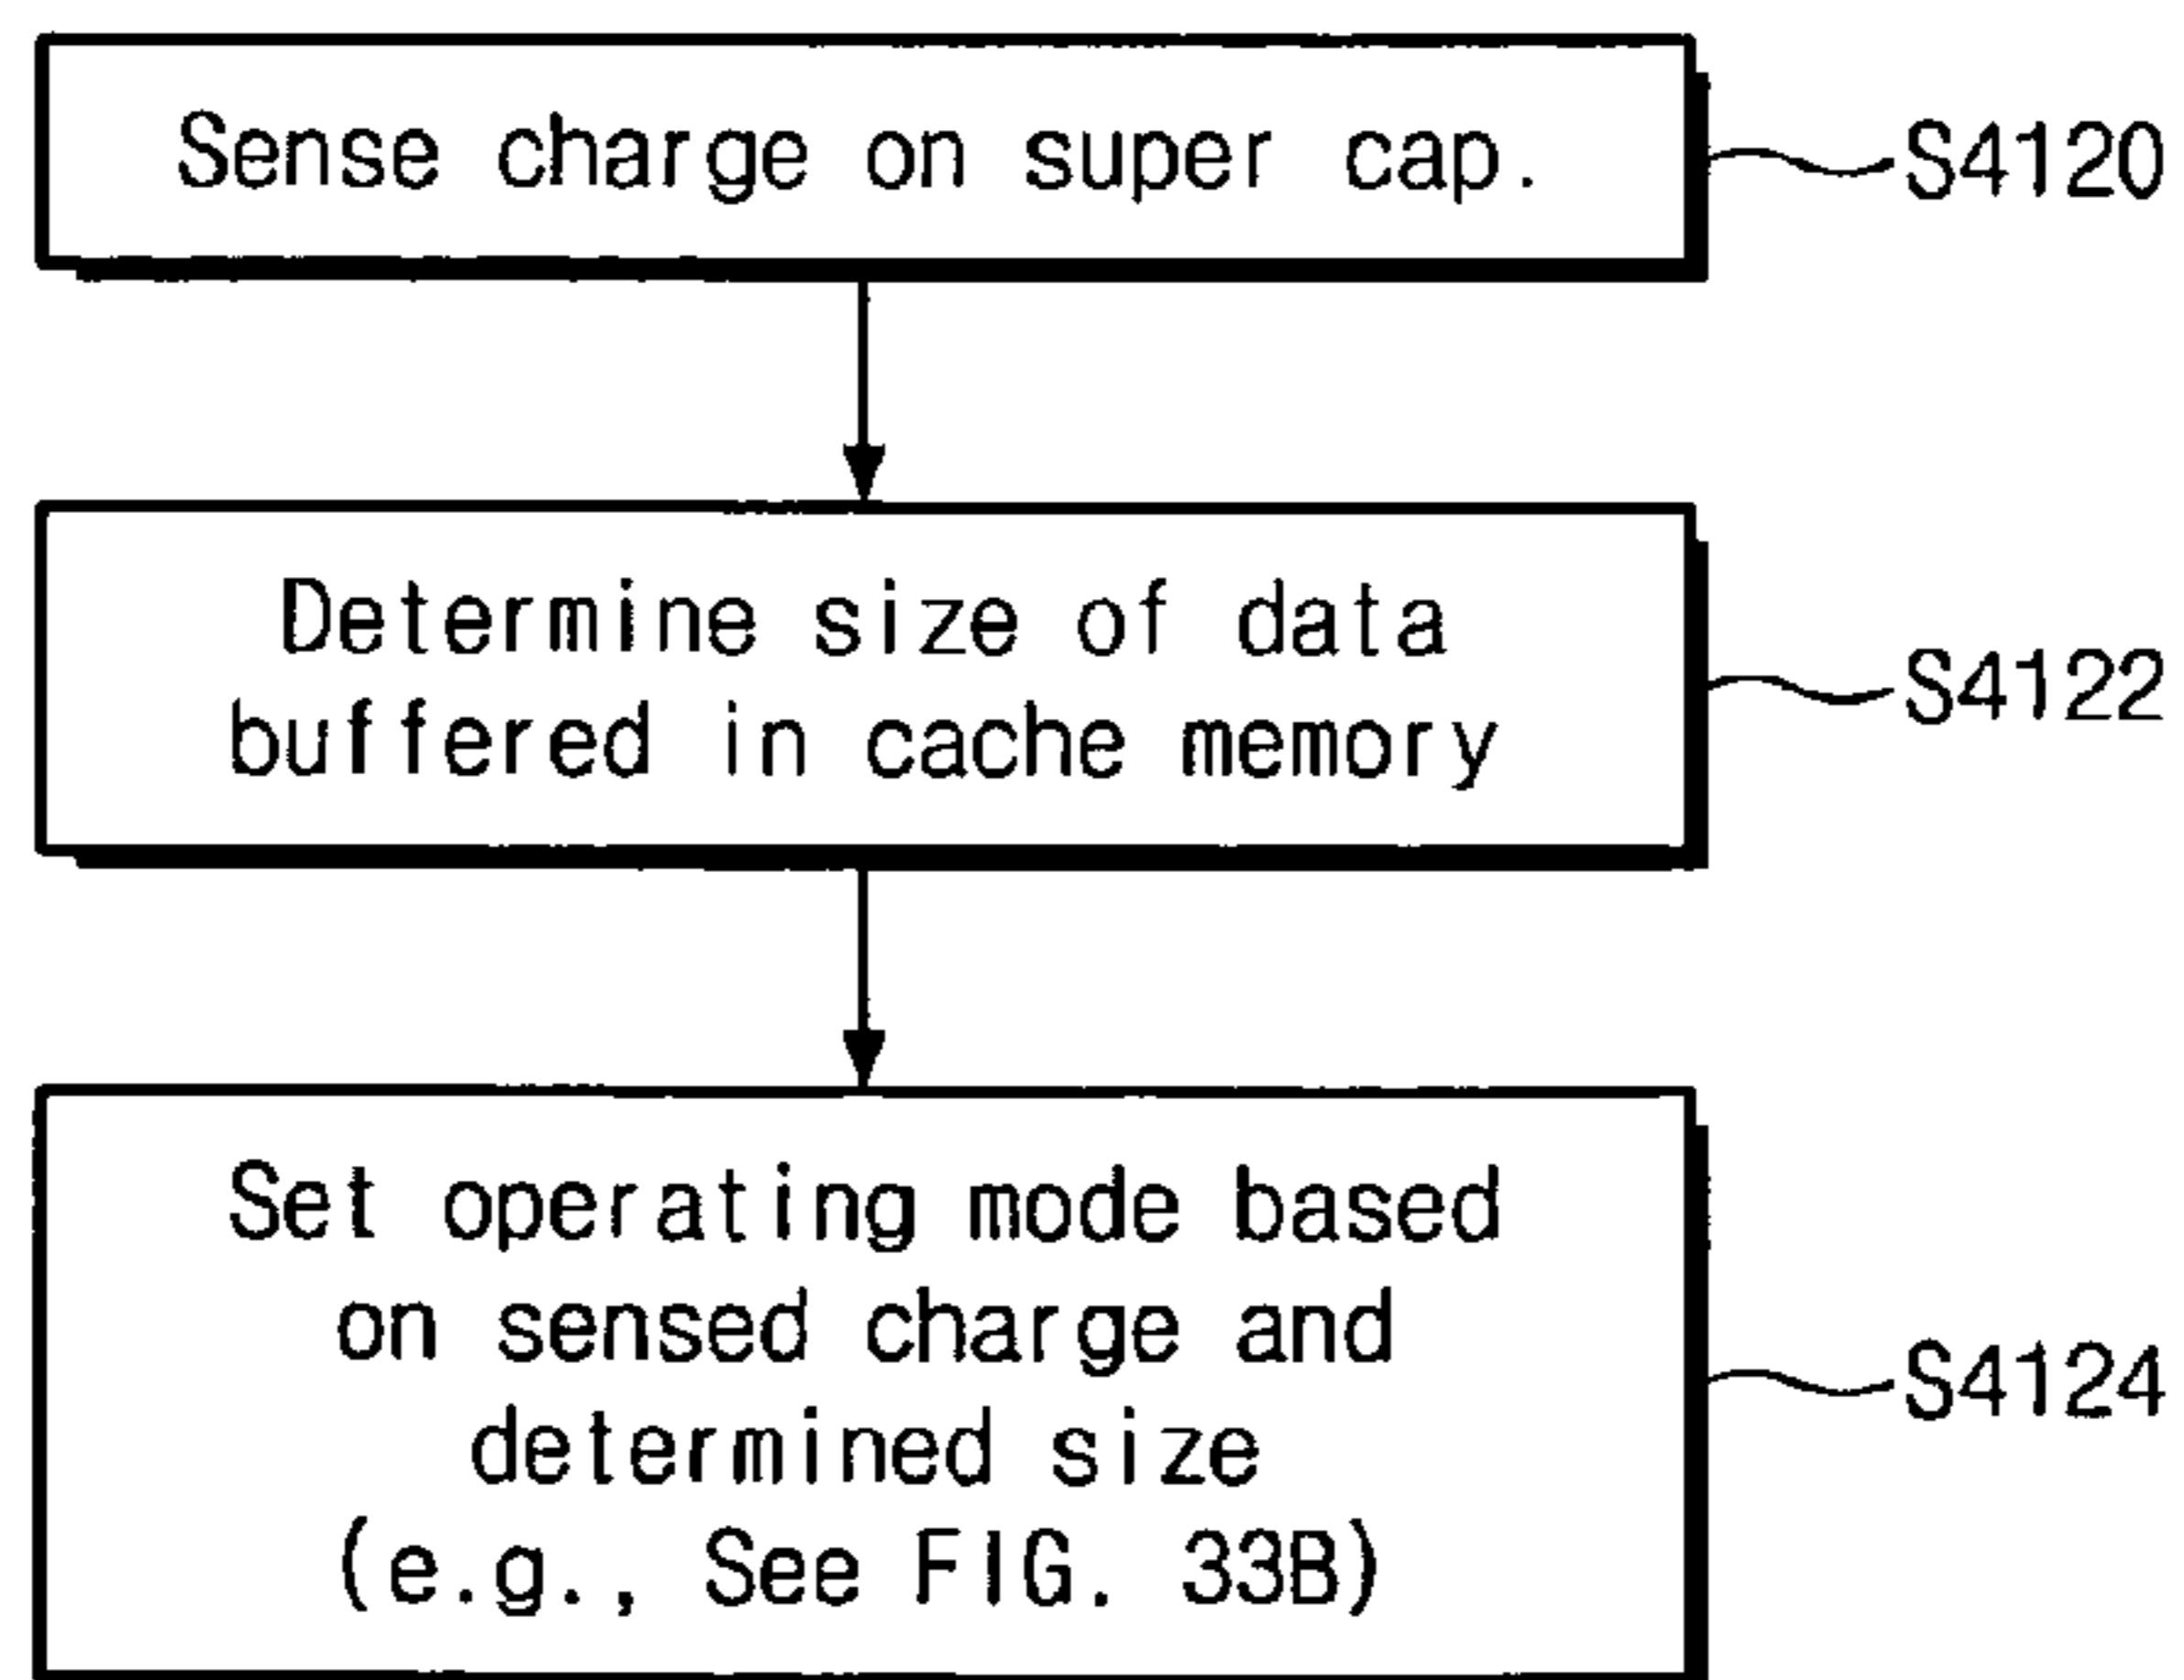 Sense charge on super cap.
S4120
Determine size of data
buffered in cache memory
S4122
Set operating mode based
on sensed charge and
determined size
(e.g., See FIG. 33B)
S4124